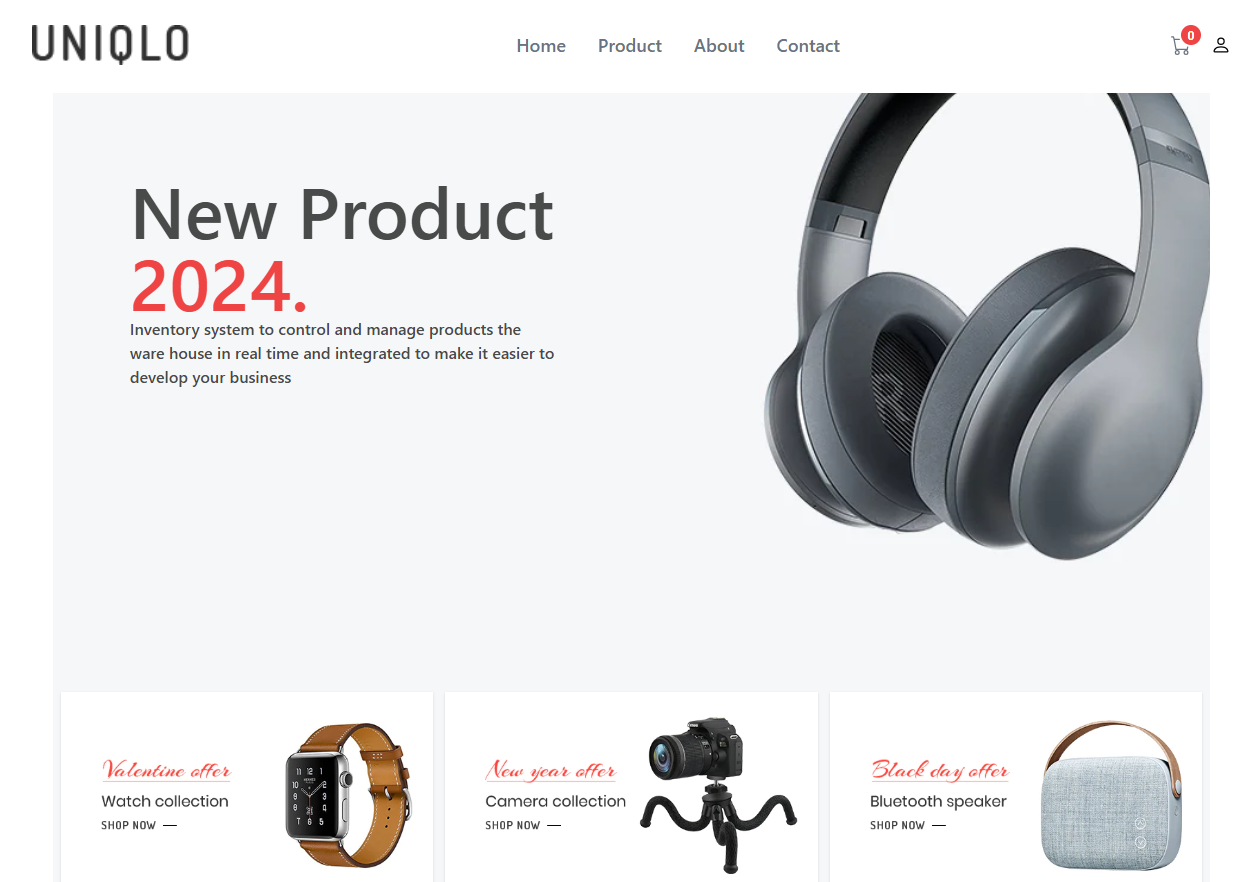 UNIQLO
Home Product About Contact
0
New Product
2024.
Inventory system to control and manage products the
ware house in real time and integrated to make it easier to
develop your business
Valentine offer
Watch collection
SHOP NOW
New year offer
Camera collection
SHOP NOW
Black day offer
Bluetooth speaker
SHOP NOW